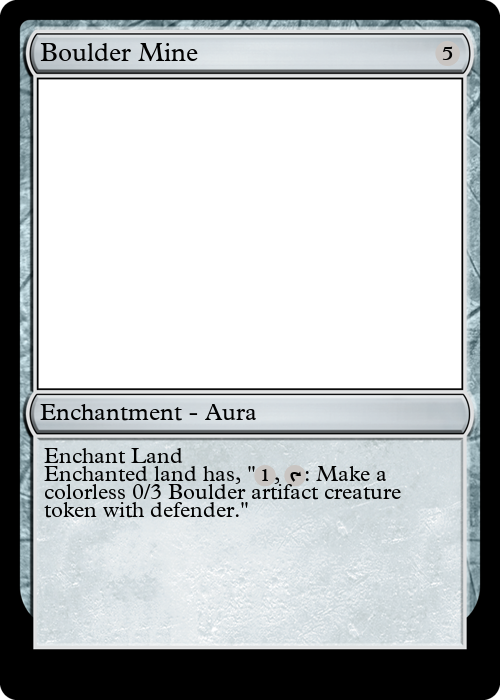 Boulder Mine 5
Enchantment - Aura
Enchant Land
Enchanted land has, "1, : Make a
colorless 0/3 Boulder artifact creature
token with defender."